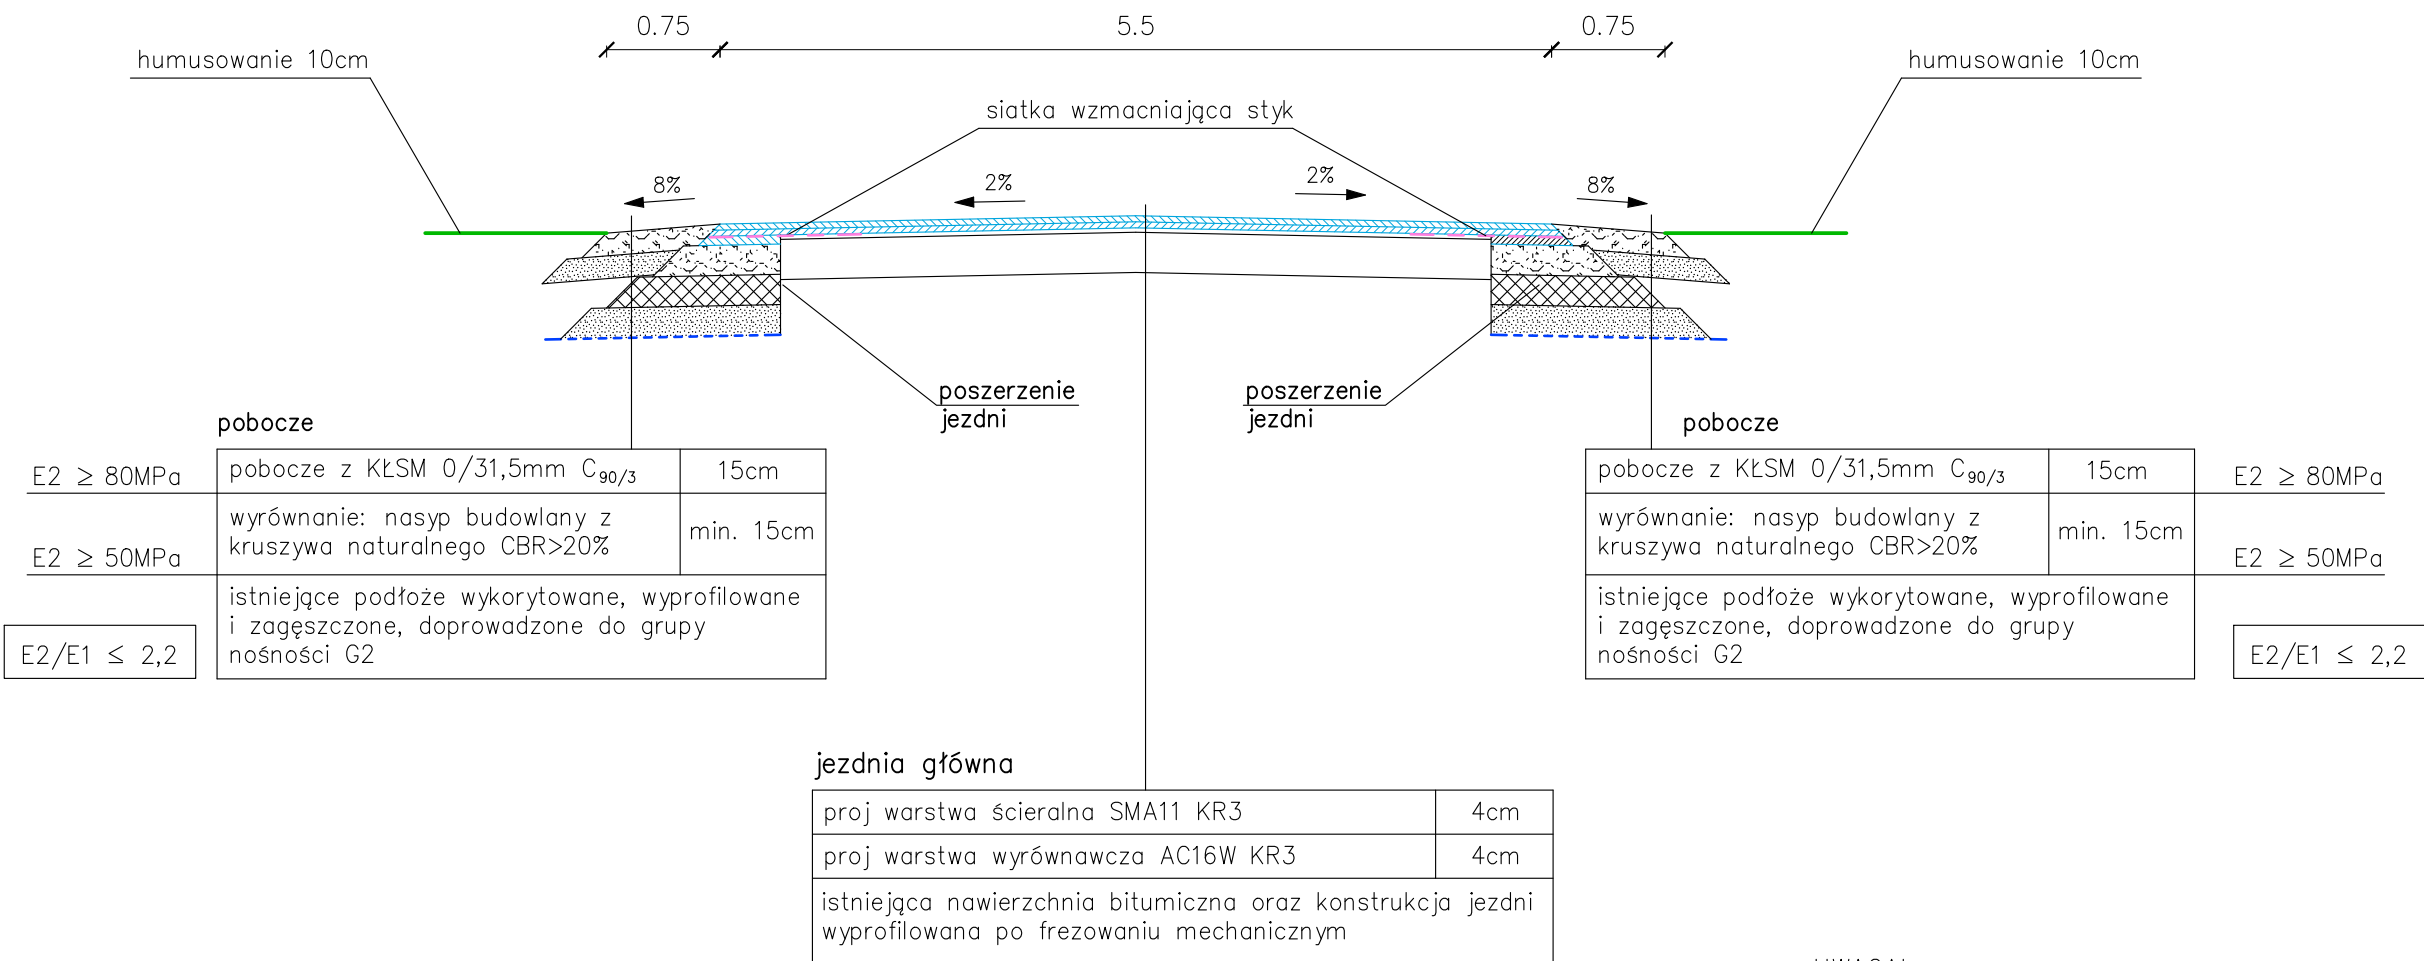 0.75
5.5
0.75
humusowanie 10cm
humusowanie 10cm
siatka wzmacniająca styk
8%
2%
2%
8%
poszerzenie
jezdni
poszerzenie
jezdni
pobocze
E2 ≥ 80MPa
pobocze z KŁSM 0/31,5mm C90/3
15cm
wyrównanie: nasyp budowlany z
kruszywa naturalnego CBR>20%
min. 15cm
E2 ≥ 50MPa
istniejące podłoże wykorytowane, wyprofilowane
i zagęszczone, doprowadzone do grupy
nośności G2
E2/E1 ≤ 2,2
pobocze
pobocze z KŁSM 0/31,5mm C90/3
15cm
E2 ≥ 80MPa
wyrównanie: nasyp budowlany z
kruszywa naturalnego CBR>20%
min. 15cm
E2 ≥ 50MPa
istniejące podłoże wykorytowane, wyprofilowane
i zagęszczone, doprowadzone do grupy
nośności G2
E2/E1 ≤ 2,2
jezdnia główna
proj warstwa ścieralna SMA11 KR3
4cm
proj warstwa wyrównawcza AC16W KR3
4cm
istniejąca nawierzchnia bitumiczna oraz konstrukcja jezdni
wyprofilowana po frezowaniu mechanicznym